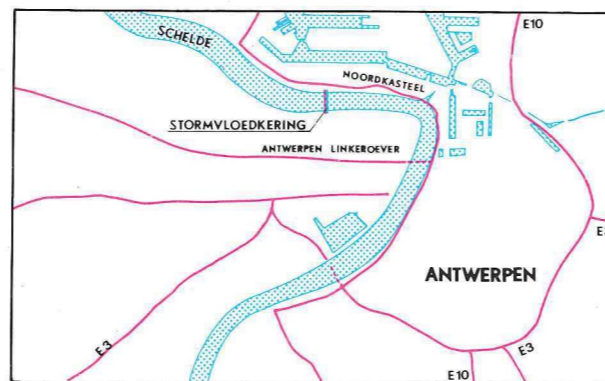 SCHELDE
E10
NOORDKASTEEL
STORMVLOEDKERING
ANTWERPEN LINKEROEVER
ANTWERPEN
E3
E3
E10